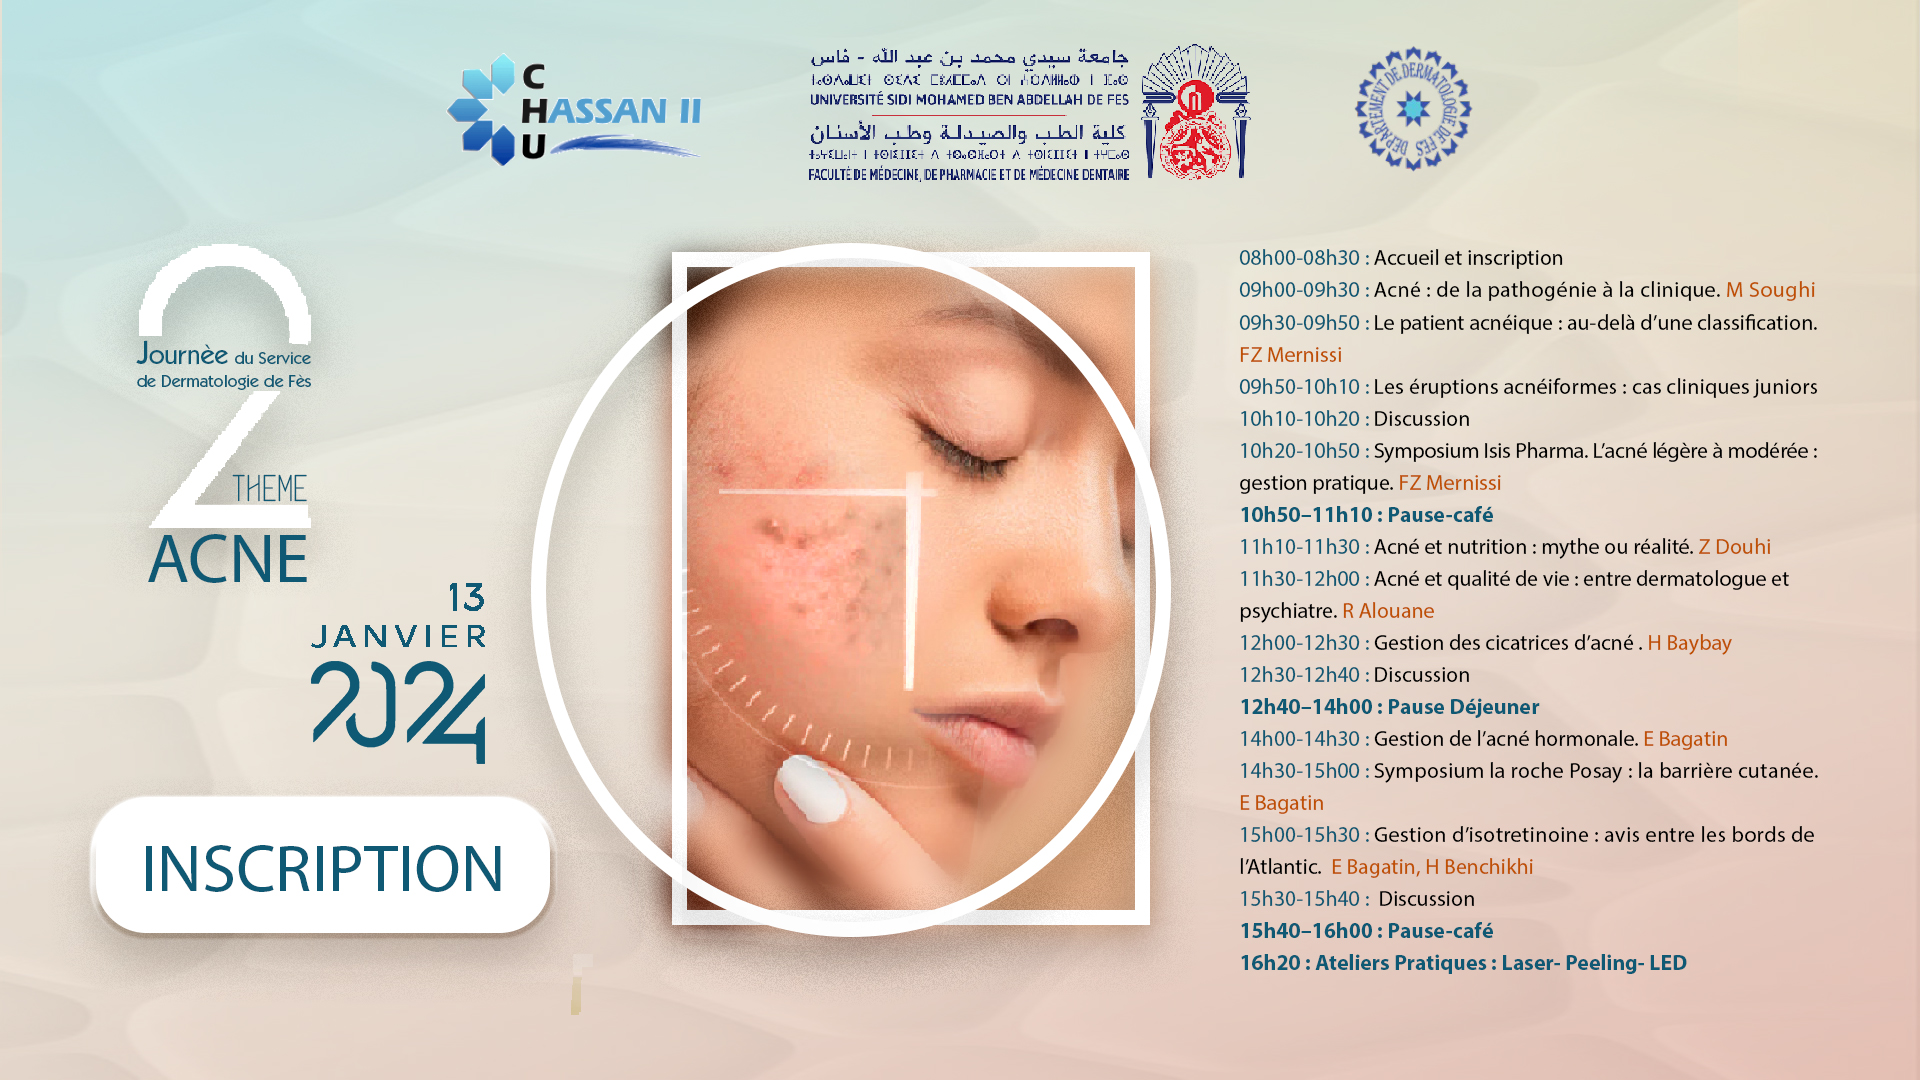 C
HASSAN II
U
جامعة سيدي محمد بن عبد الله - فاس
UNIVERSITÉ SIDI MOHAMED BEN ABDELLAH DE FES
كلية الطب والصيدلة وطب الأسنان
FACULTÉ DE MÉDECINE, DE PHARMACIE ET DE MÉDECINE DENTAIRE
DEPARTEMENT DE DERMATOLOGIE DE FES
2
Journèe du Service
de Dermatologie de Fès
THEME
ACNE
13
JANVIER
2024
INSCRIPTION
08h00-08h30 : Accueil et inscription
09h00-09h30 : Acné : de la pathogénie à la clinique. M Soughi
09h30-09h50 : Le patient acnéique : au-delà d’une classification.
FZ Mernissi
09h50-10h10 : Les éruptions acnéiformes : cas cliniques juniors
10h10-10h20 : Discussion
10h20-10h50 : Symposium Isis Pharma. L’acné légère à modérée :
gestion pratique. FZ Mernissi
10h50–11h10 : Pause-café
11h10-11h30 : Acné et nutrition : mythe ou réalité. Z Douhi
11h30-12h00 : Acné et qualité de vie : entre dermatologue et
psychiatre. R Alouane
12h00-12h30 : Gestion des cicatrices d’acné . H Baybay
12h30-12h40 : Discussion
12h40–14h00 : Pause Déjeuner
14h00-14h30 : Gestion de l’acné hormonale. E Bagatin
14h30-15h00 : Symposium la roche Posay : la barrière cutanée.
E Bagatin
15h00-15h30 : Gestion d’isotretinoine : avis entre les bords de
l’Atlantic. E Bagatin, H Benchikhi
15h30-15h40 : Discussion
15h40–16h00 : Pause-café
16h20 : Ateliers Pratiques : Laser- Peeling- LED